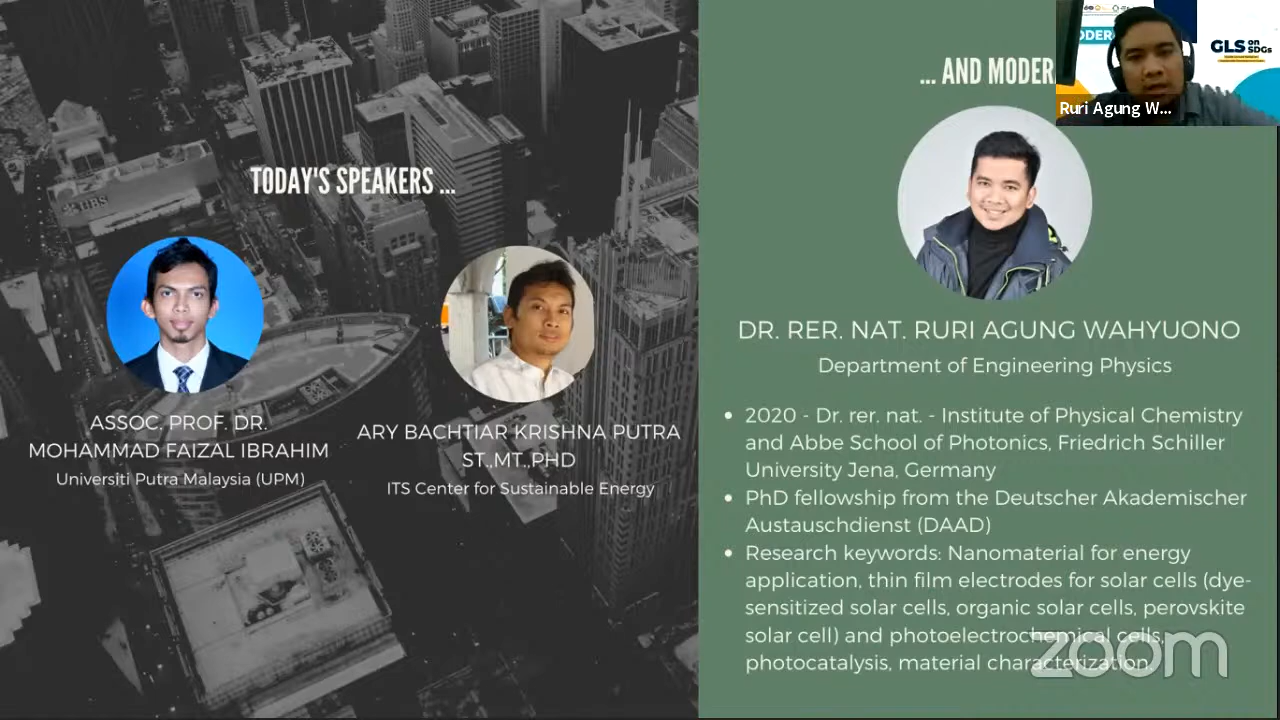 TODAY'S SPEAKERS ...
ASSOC. PROF. DR.
MOHAMMAD FAIZAL IBRAHIM
Universiti Putra Malaysia (UPM)
ARY BACHTIAR KRISHNA PUTRA
ST.,MT.,PHD
ITS Center for Sustainable Energy
UBS
... AND MODER
DR. RER. NAT. RURI AGUNG WAHYUONO
Department of Engineering Physics
• 2020 - Dr. rer. nat. - Institute of Physical Chemistry
and Abbe School of Photonics, Friedrich Schiller
University Jena, Germany
• PhD fellowship from the Deutscher Akademischer
Austauschdienst (DAAD)
• Research keywords: Nanomaterial for energy
application, thin film electrodes for solar cells (dye-
sensitized solar cells, organic solar cells, perovskite
solar cell) and photoelectrochemical cells,
photocatalysis, material characterization.
GLS on
SDGs
Ruri Agung W...
zoom